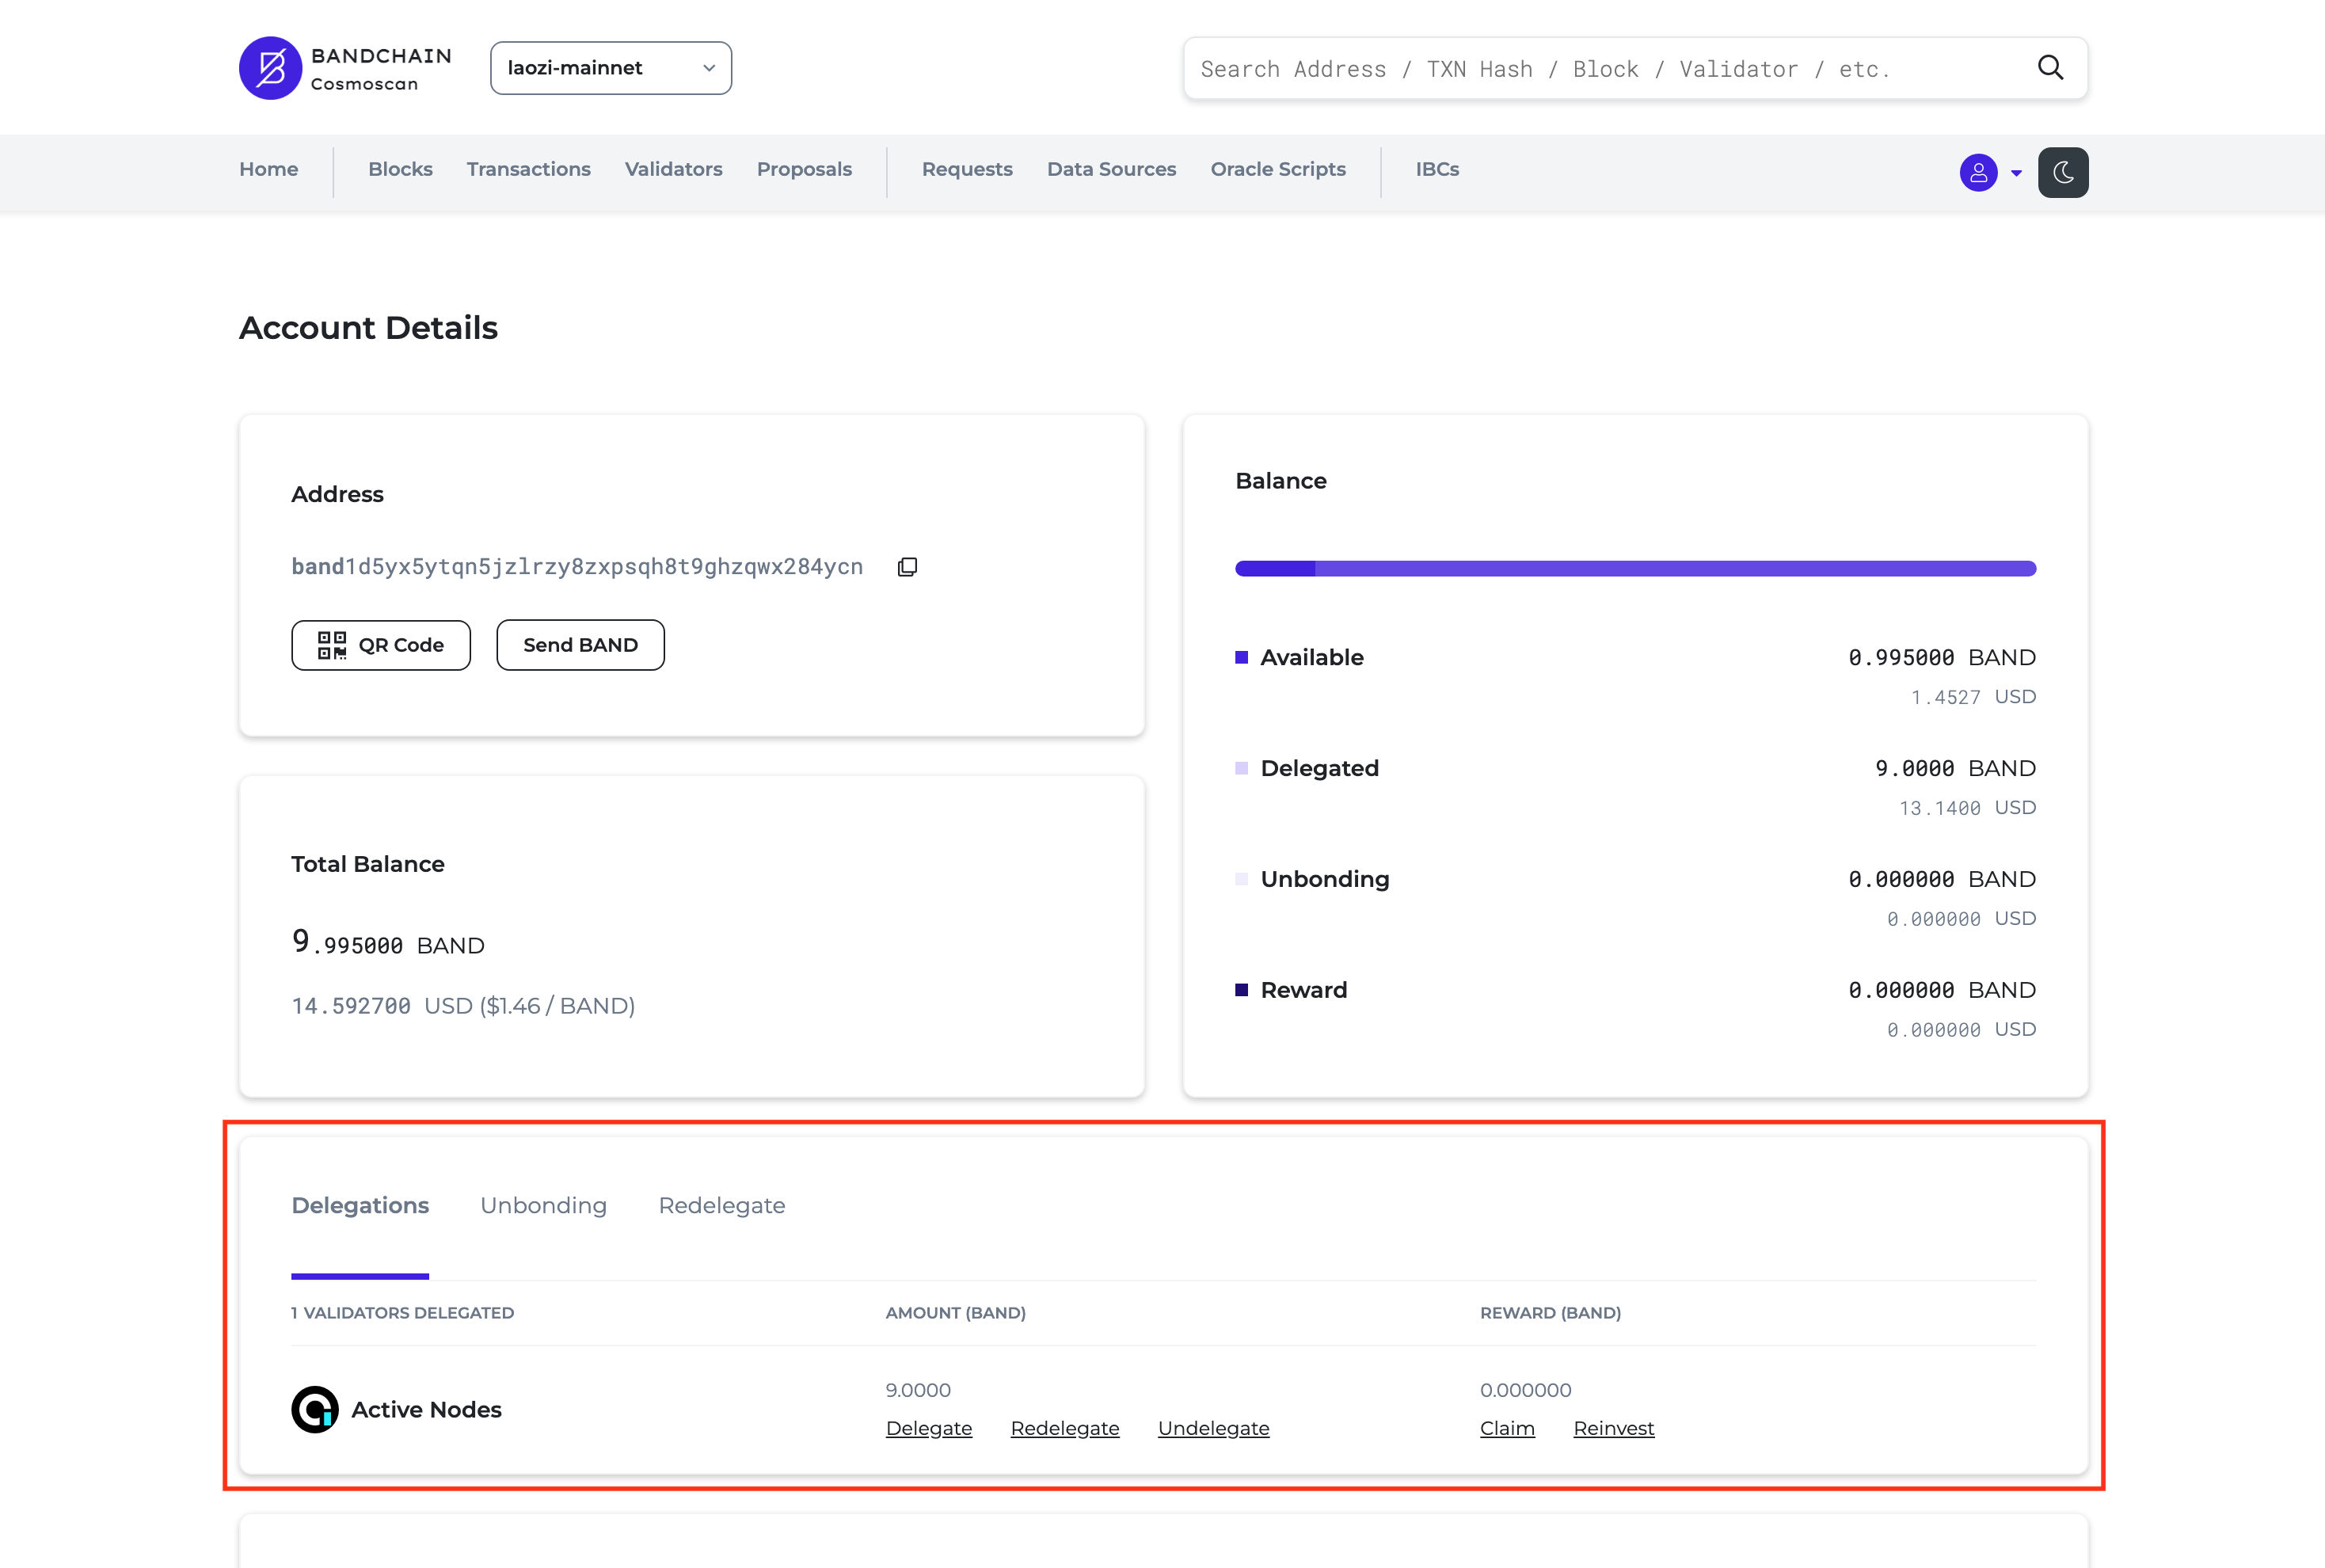 BANDCHAIN
Cosmoscan
laozi-mainnet
Search Address / TXN Hash / Block / Validator / etc.
Home Blocks Transactions Validators Proposals Requests Data Sources Oracle Scripts IBCs
Account Details
Address
band1d5yx5ytqn5jzlrzy8zxpsqh8t9ghzqwx284ycn
QR Code Send BAND
Total Balance
9.995000 BAND
14.592700 USD ($1.46 / BAND)
Balance
Available 0.995000 BAND
1.4527 USD
Delegated 9.0000 BAND
13.1400 USD
Unbonding 0.000000 BAND
0.000000 USD
Reward 0.000000 BAND
0.000000 USD
Delegations Unbonding Redelegate
1 VALIDATORS DELEGATED AMOUNT (BAND) REWARD (BAND)
Active Nodes
9.0000 0.000000
Delegate Redelegate Undelegate Claim Reinvest